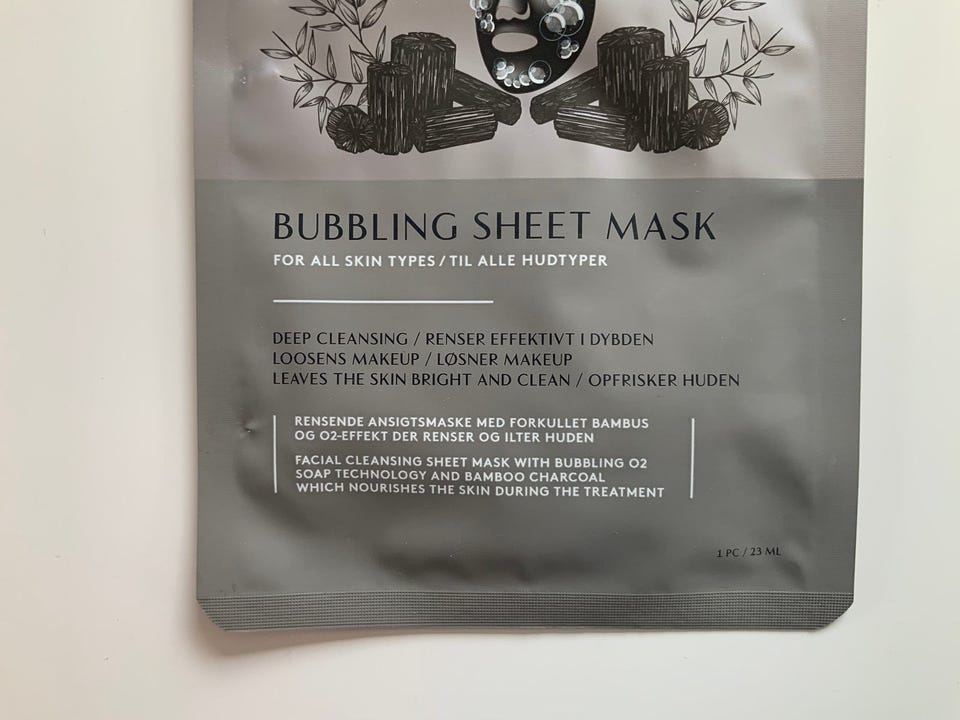 BUBBLING SHEET MASK
FOR ALL SKIN TYPES / TIL ALLE HUDTYPER
DEEP CLEANSING / RENSER EFFEKTIVT I DYBDEN
LOOSENS MAKEUP / LØSNER MAKEUP
LEAVES THE SKIN BRIGHT AND CLEAN / OPFRISKER HUDEN
RENSENDE ANSIGTSMASKE MED FORKULLET BAMBUS
OG O2-EFFEKT DER RENSER OG ILTER HUDEN
FACIAL CLEANSING SHEET MASK WITH BUBBLING O2
SOAP TECHNOLOGY AND BAMBOO CHARCOAL
WHICH NOURISHES THE SKIN DURING THE TREATMENT
1 PC / 23 ML